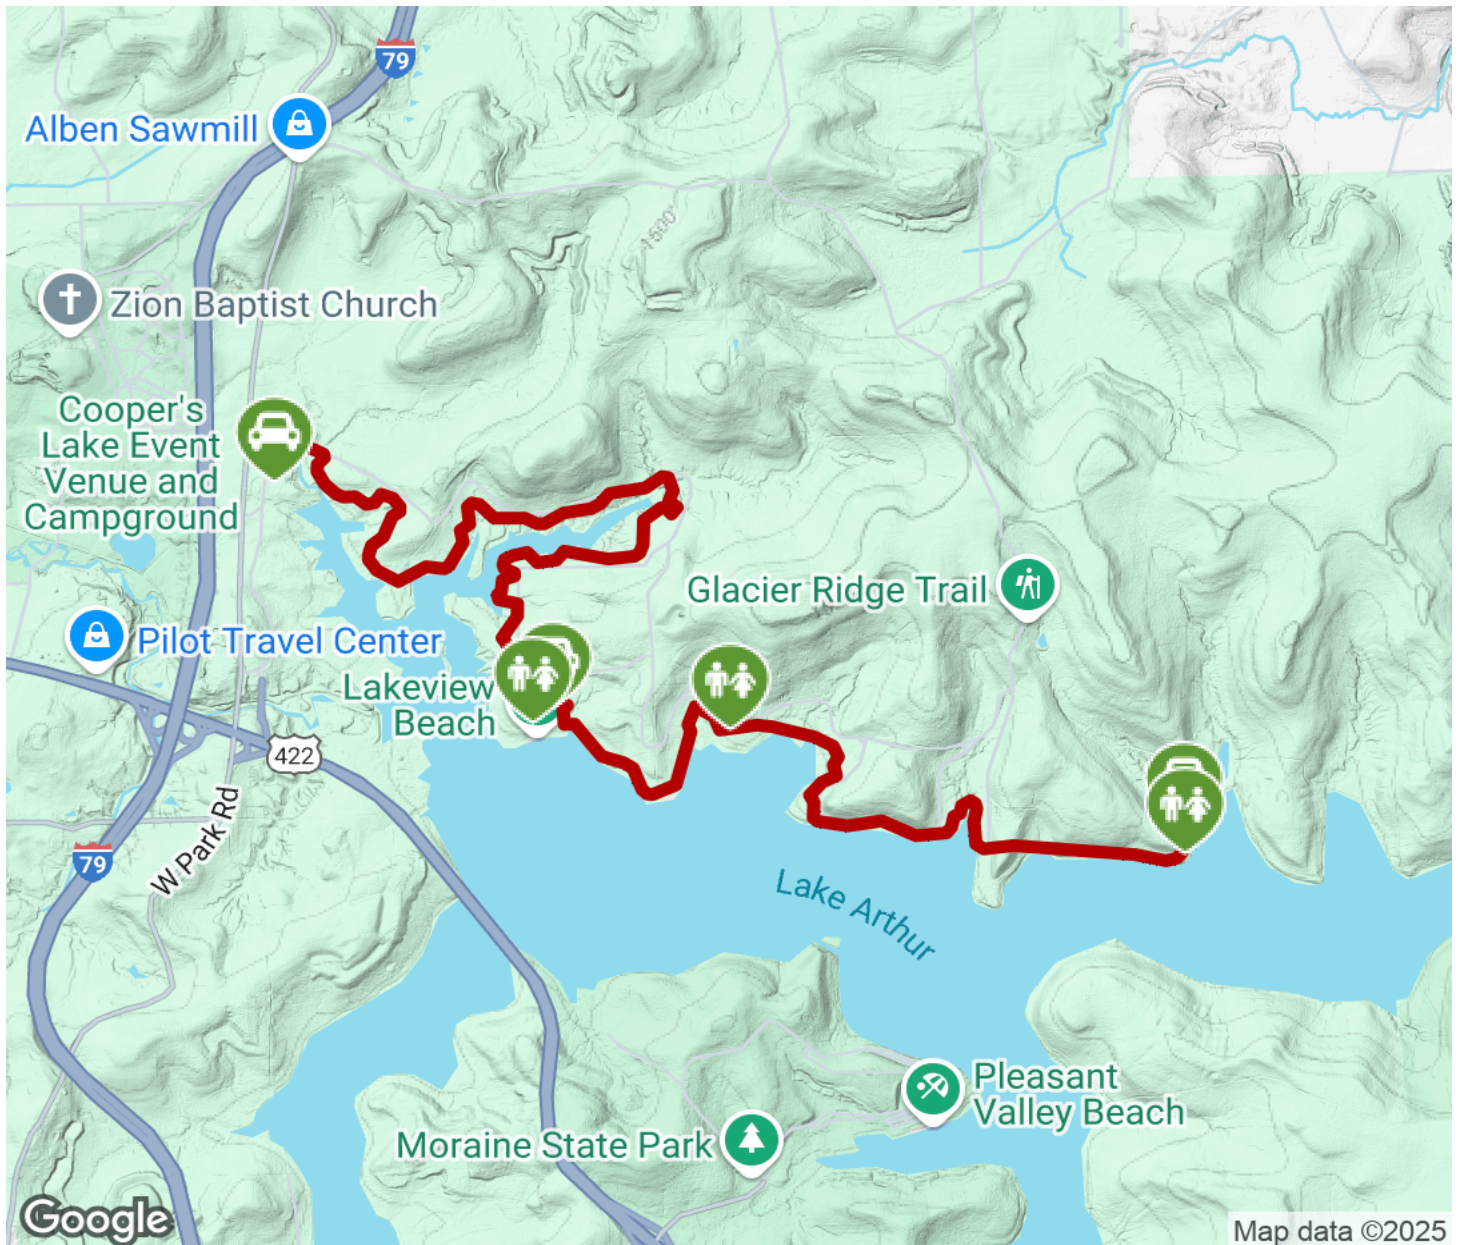 79
Alben Sawmill
1600'
Zion Baptist Church
Cooper's
Lake Event
Venue and
Campground
Glacier Ridge Trail
Pilot Travel Center
Lakeview
Beach
422
W Park Rd
79
Lake Arthur
Pleasant
Valley Beach
Moraine State Park
Google
Map data ©2025